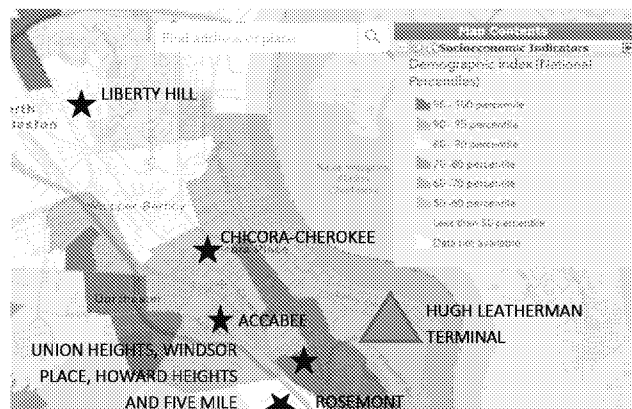 Find address or place
Map Contents
Socioeconomic Indicators
Demographic Index (National
Percentiles)
95 - 100 percentile
90 - 95 percentile
80 - 90 percentile
70 - 80 percentile
60 - 70 percentile
50 - 60 percentile
Less than 50 percentile
Data not available
LIBERTY HILL
CHICORA-CHEROKEE
ACCABEE
HUGH LEATHERMAN
TERMINAL
UNION HEIGHTS, WINDSOR
PLACE, HOWARD HEIGHTS
AND FIVE MILE
ROSEMONT